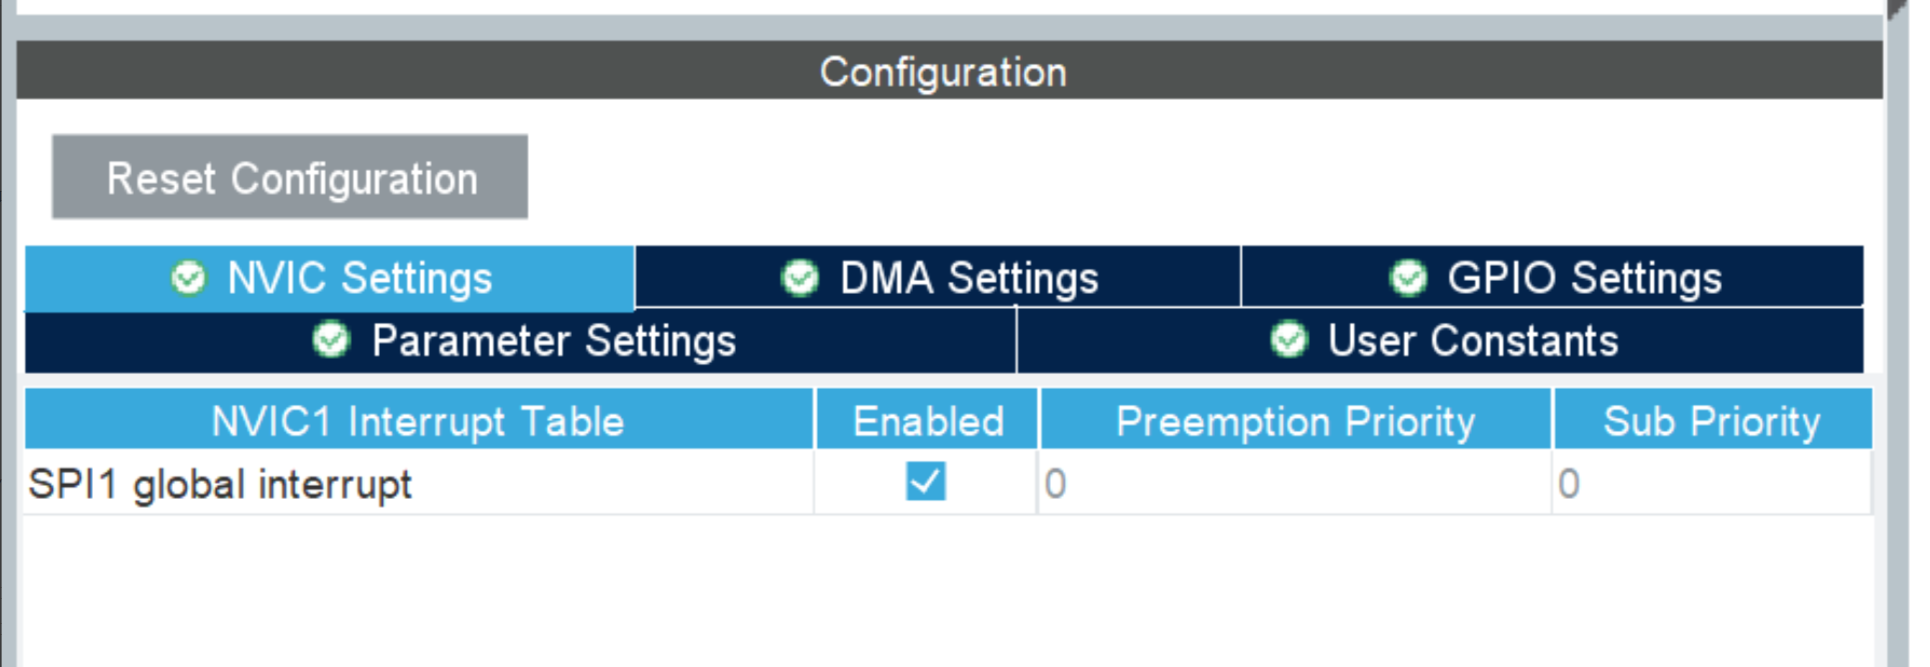 Configuration
Reset Configuration
NVIC Settings DMA Settings GPIO Settings
Parameter Settings User Constants
NVIC1 Interrupt Table Enabled Preemption Priority Sub Priority
SPI1 global interrupt 0 0